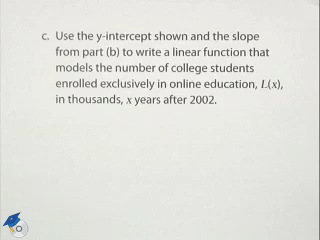 c. Use the y-intercept shown and the slope
from part (b) to write a linear function that
models the number of college students
enrolled exclusively in online education, L(x),
in thousands, x years after 2002.